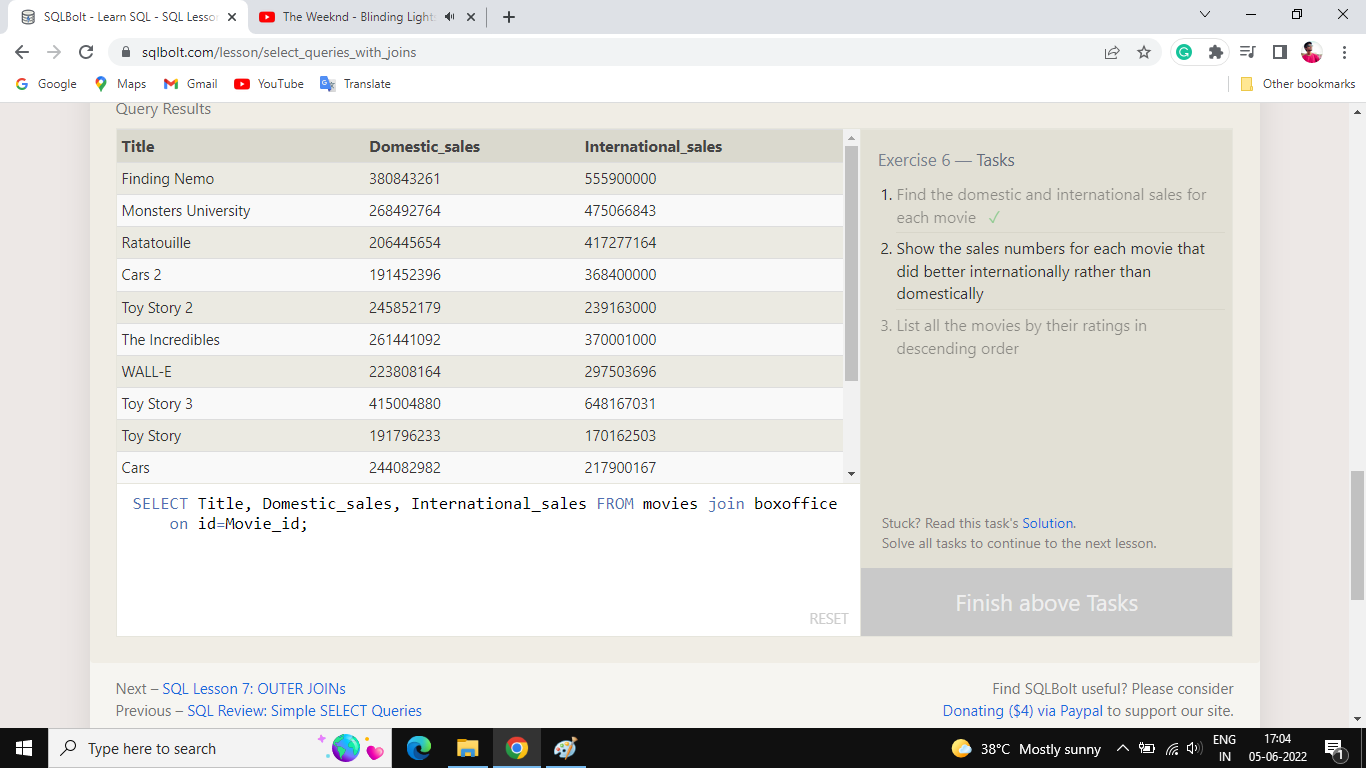 SQLBolt - Learn SQL - SQL Lesson
The Weeknd - Blinding Lights
sqlbolt.com/lesson/select_queries_with_joins
Google Maps Gmail YouTube Translate Other bookmarks
Query Results
Title Domestic_sales International_sales
Finding Nemo 380843261 555900000
Monsters University 268492764 475066843
Ratatouille 206445654 417277164
Cars 2 191452396 368400000
Toy Story 2 245852179 239163000
The Incredibles 261441092 370001000
WALL-E 223808164 297503696
Toy Story 3 415004880 648167031
Toy Story 191796233 170162503
Cars 244082982 217900167
SELECT Title, Domestic_sales, International_sales FROM movies join boxoffice
on id=Movie_id;
RESET
Exercise 6 — Tasks
1. Find the domestic and international sales for
each movie ✓
2. Show the sales numbers for each movie that
did better internationally rather than
domestically
3. List all the movies by their ratings in
descending order
Stuck? Read this task's Solution.
Solve all tasks to continue to the next lesson.
Finish above Tasks
Next – SQL Lesson 7: OUTER JOINs
Previous – SQL Review: Simple SELECT Queries
Find SQLBolt useful? Please consider
Donating ($4) via Paypal to support our site.
Type here to search
38°C Mostly sunny
ENG
IN
17:04
05-06-2022
1